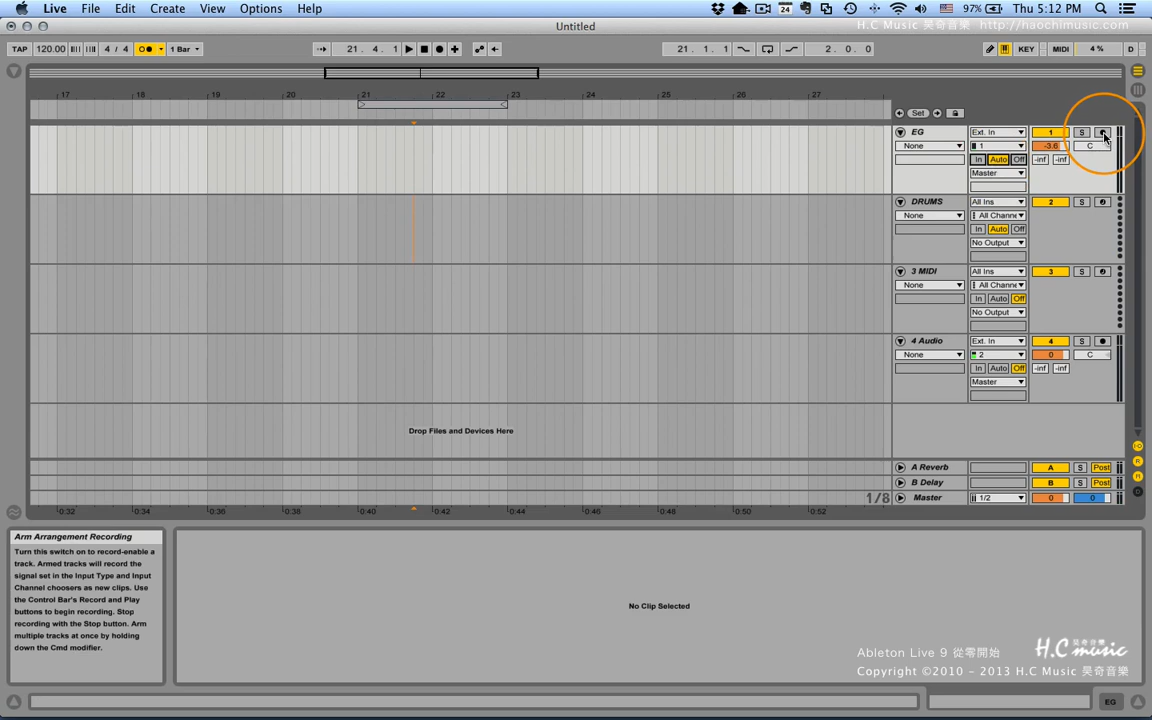 Live File Edit Create View Options Help 24 97% Thu 5:12 PM
H.C Music 昊奇音樂 http://haochimusic.com
Untitled
TAP 120.00 4 / 4 1 Bar 21. 4. 1 21. 1. 1 2. 0. 0 KEY MIDI 4 % D
17 18 19 20 21 22 23 24 25 26 27
Set
EG Ext. In 1 S
None 1 -3.6 C
In Auto Off -inf -inf
Master
DRUMS All Ins 2 S
None All Channe
In Auto Off
No Output
3 MIDI All Ins 3 S
None All Channe
In Auto Off
No Output
4 Audio Ext. In 4 S
None 2 0 C
In Auto Off -inf -inf
Master
Drop Files and Devices Here
A Reverb A S Post
B Delay B S Post
1/8 Master 1/2 0 0
0:32 0:34 0:36 0:38 0:40 0:42 0:44 0:46 0:48 0:50 0:52
Arm Arrangement Recording
Turn this switch on to record-enable a
track. Armed tracks will record the
signal set in the Input Type and Input
Channel choosers as new clips. Use
the Control Bar's Record and Play
buttons to begin recording. Stop
recording with the Stop button. Arm
multiple tracks at once by holding
down the Cmd modifier.
No Clip Selected
Ableton Live 9 從零開始
H.C music 昊奇音樂
Copyright ©2010 - 2013 H.C Music 昊奇音樂
EG